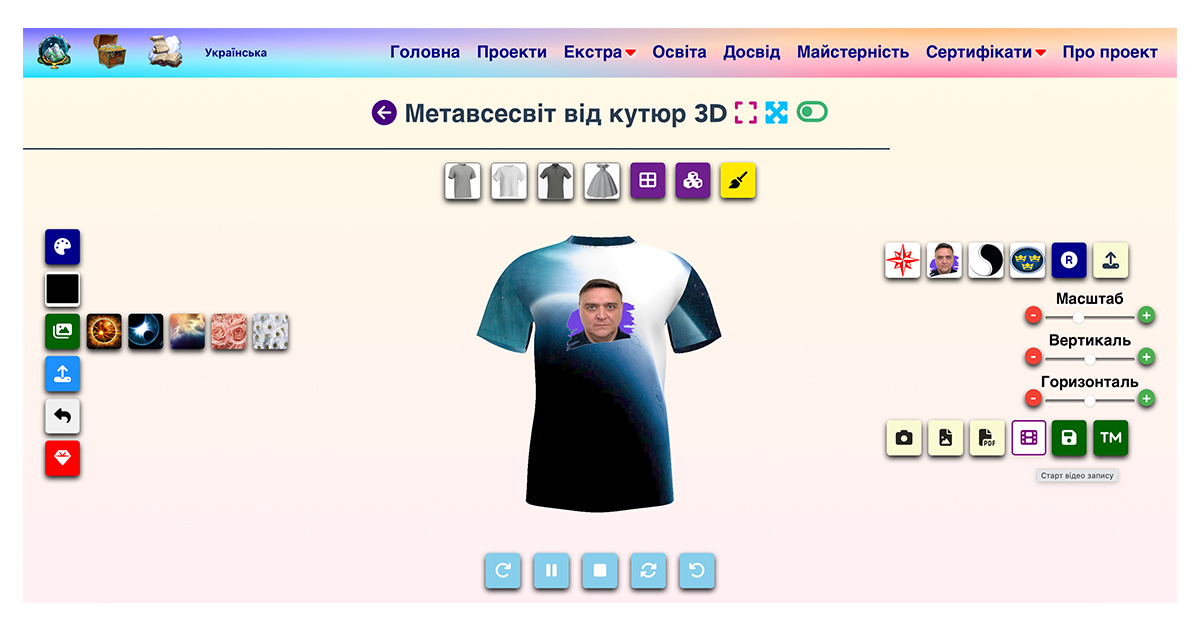 Українська
Головна Проекти Екстра Освіта Досвід Майстерність Сертифікати Про проект
Метавсесвіт від кутюр 3D
R
Масштаб
Вертикаль
Горизонталь
PDF
TM
Старт відео запису